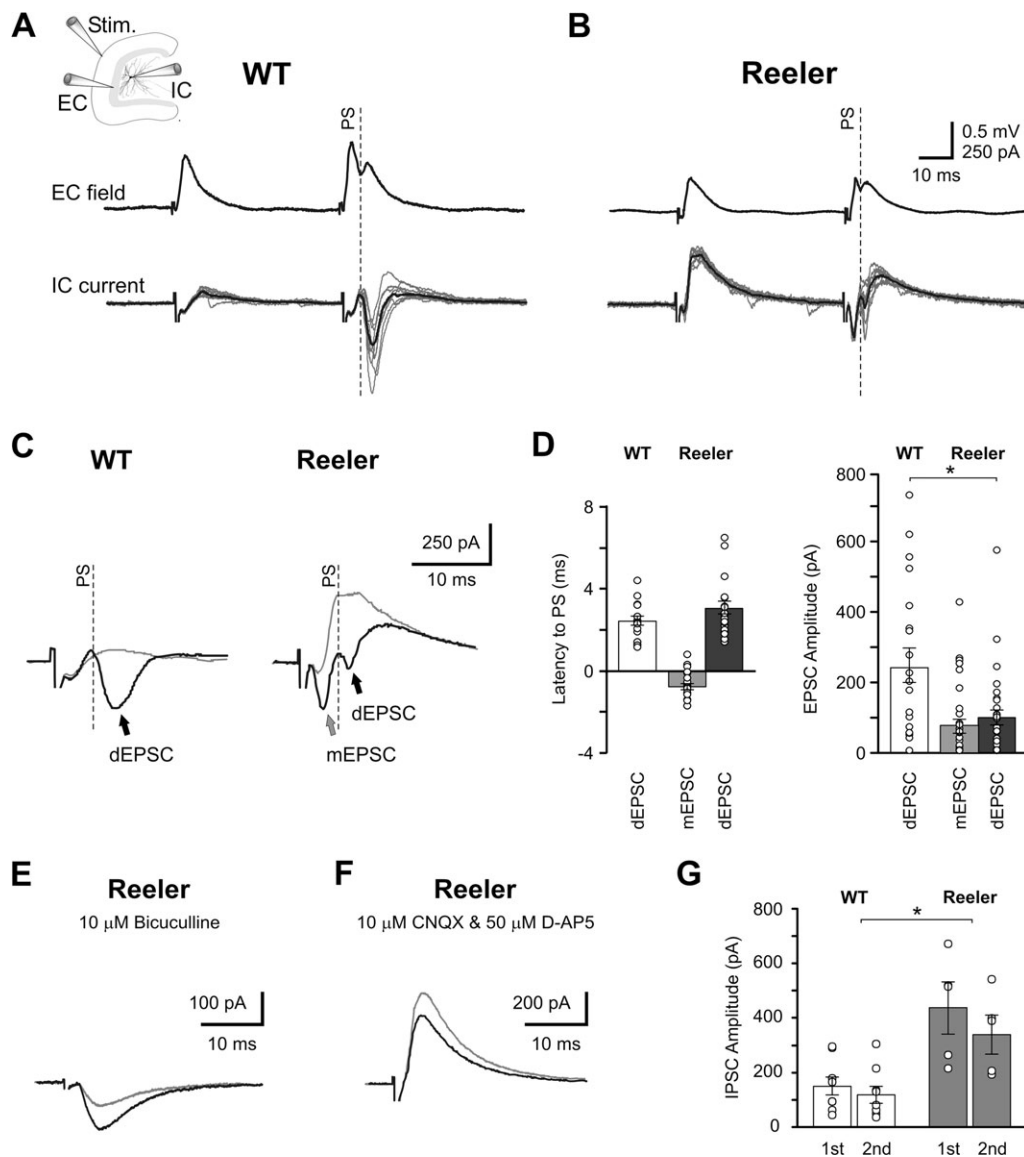 A
Stim.
EC
IC
WT
B
Reeler
PS
PS
0.5 mV
250 pA
10 ms
EC field
IC current
C
WT
Reeler
PS
PS
250 pA
10 ms
dEPSC
dEPSC
mEPSC
D
WT Reeler
8
4
2
0
-4
Latency to PS (ms)
dEPSC
mEPSC
dEPSC
WT Reeler
*
800
600
400
200
0
EPSC Amplitude (pA)
dEPSC
mEPSC
dEPSC
E
Reeler
10 μM Bicuculline
100 pA
10 ms
F
Reeler
10 μM CNQX & 50 μM D-AP5
200 pA
10 ms
G
WT Reeler
*
800
600
400
200
0
IPSC Amplitude (pA)
1st 2nd 1st 2nd